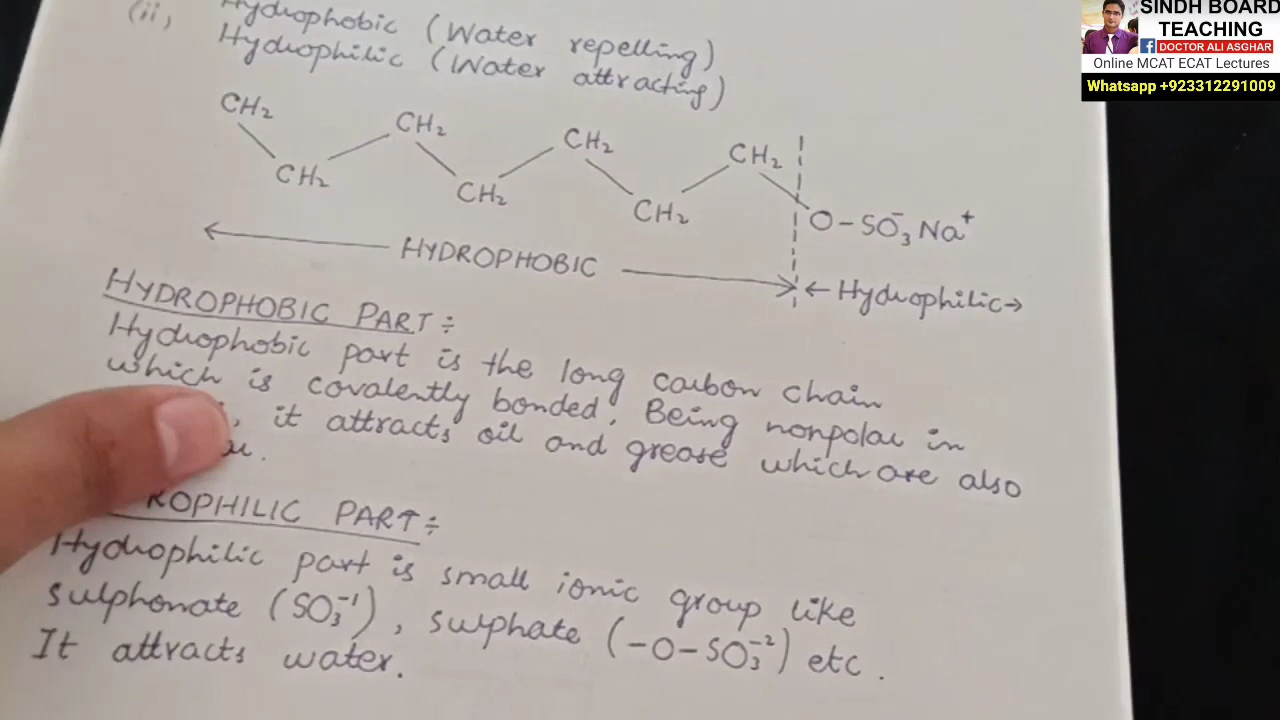 (ii) Hydrophobic (Water repelling)
Hydrophilic (Water attracting)
CH₂ CH₂ CH₂ CH₂
CH₂ CH₂ CH₂ O-SO₃⁻ Na⁺
HYDROPHOBIC Hydrophilic
HYDROPHOBIC PART÷
Hydrophobic part is the long carbon chain
which is covalently bonded. Being nonpolar in
, it attracts oil and grease which are also
PART÷
Hydrophilic part is small ionic group like
sulphonate (SO₃⁻¹), sulphate (-O-SO₃⁻²) etc.
It attracts water.
SINDH BOARD
TEACHING
DOCTOR ALI ASGHAR
Online MCAT ECAT Lectures
Whatsapp +923312291009